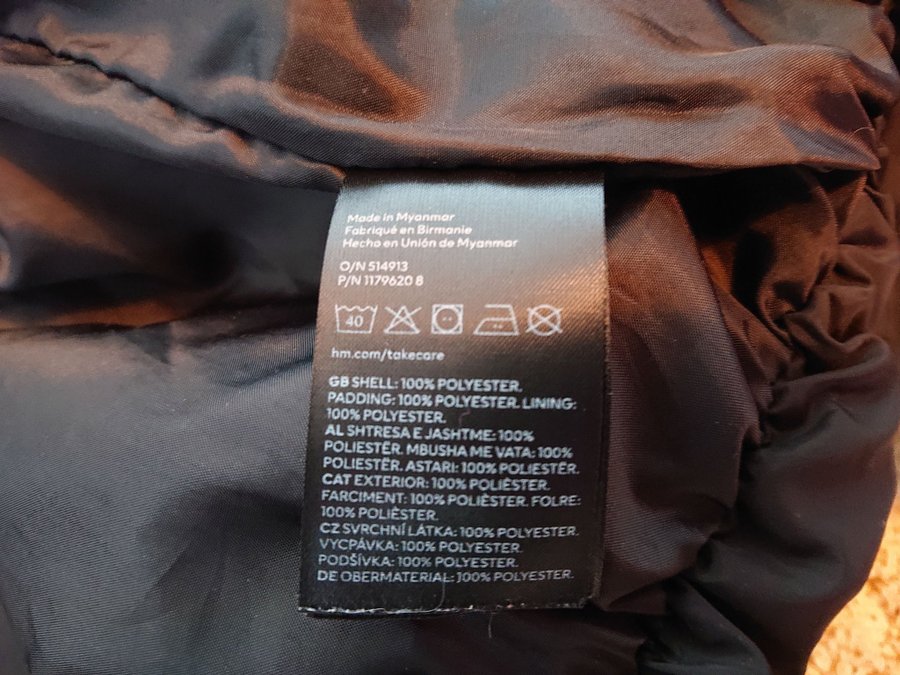 Made in Myanmar
Fabriqué en Birmanie
Hecho en Unión de Myanmar
O/N 514913
P/N 1179620 8
40
hm.com/takecare
GB SHELL: 100% POLYESTER.
PADDING: 100% POLYESTER. LINING:
100% POLYESTER.
AL SHTRESA E JASHTME: 100%
POLIESTËR. MBUSHA ME VATA: 100%
POLIESTËR. ASTARI: 100% POLIESTËR.
CAT EXTERIOR: 100% POLIÈSTER.
FARCIMENT: 100% POLIÈSTER. FOLRE:
100% POLIÈSTER.
CZ SVRCHNÍ LÁTKA: 100% POLYESTER.
VYCPÁVKA: 100% POLYESTER.
PODŠÍVKA: 100% POLYESTER.
DE OBERMATERIAL: 100% POLYESTER.